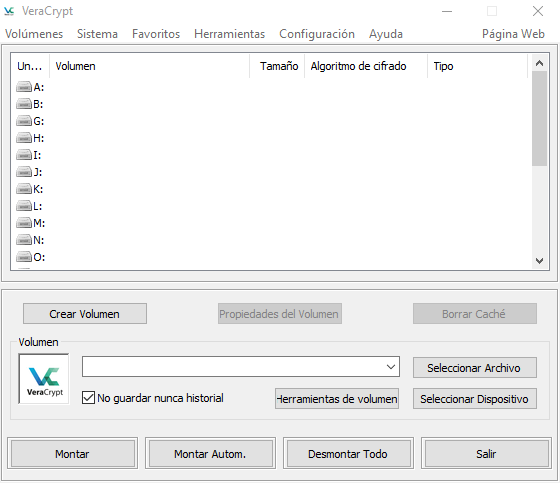 VeraCrypt
Volúmenes Sistema Favoritos Herramientas Configuración Ayuda Página Web
Un... Volumen Tamaño Algoritmo de cifrado Tipo
A:
B:
G:
H:
I:
J:
K:
L:
M:
N:
O:
Crear Volumen Propiedades del Volumen Borrar Caché
Volumen
VeraCrypt
Seleccionar Archivo
No guardar nunca historial Herramientas de volumen Seleccionar Dispositivo
Montar Montar Autom. Desmontar Todo Salir